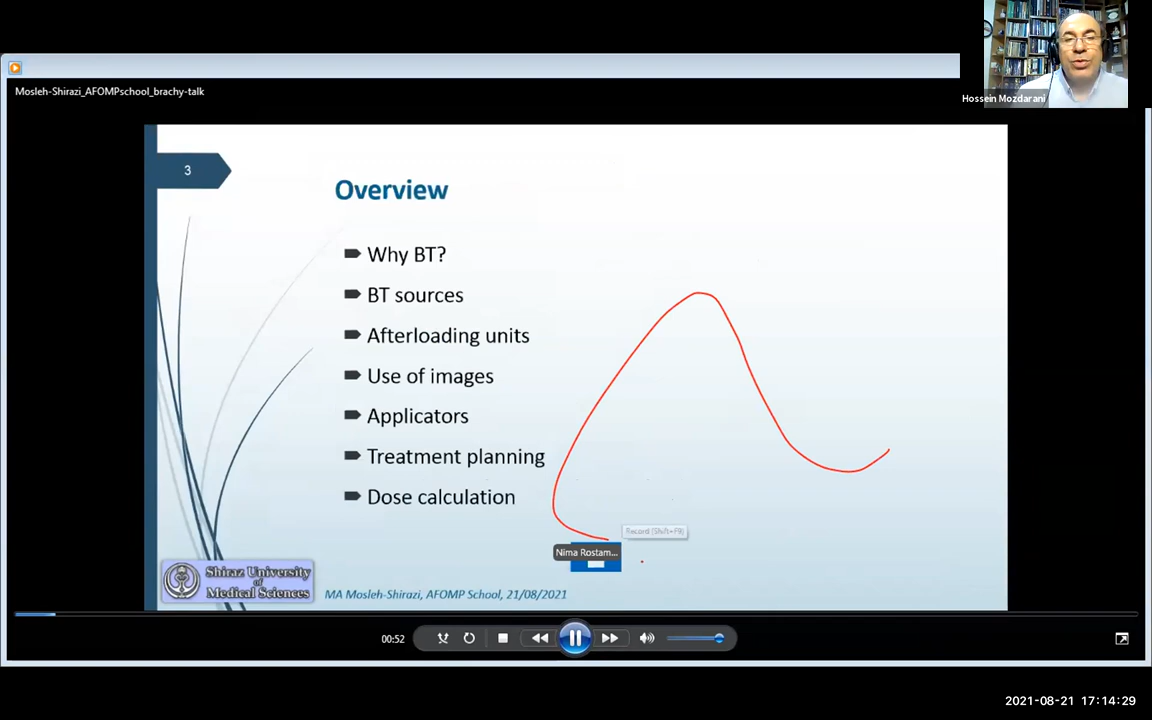 Hossein Mozdarani
Mosleh-Shirazi_AFOMPschool_brachy-talk
3
Overview
Why BT?
BT sources
Afterloading units
Use of images
Applicators
Treatment planning
Dose calculation
Record (Shift+F9)
Nima Rostam...
Shiraz University
of
Medical Sciences
MA Mosleh-Shirazi, AFOMP School, 21/08/2021
00:52
2021-08-21 17:14:29